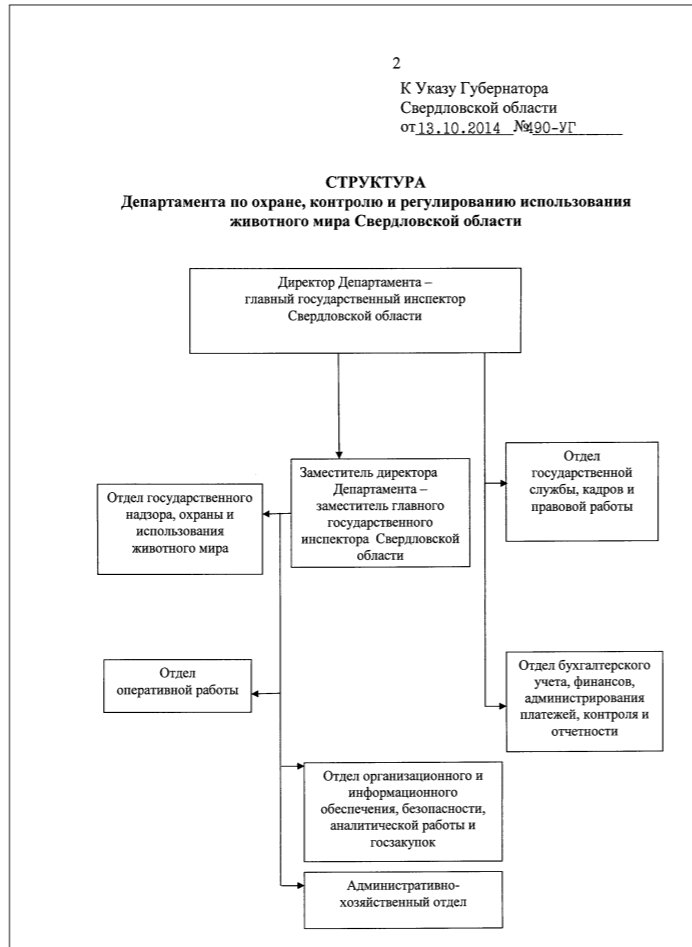 2
К Указу Губернатора
Свердловской области
от 13.10.2014 №490-УГ
СТРУКТУРА
Департамента по охране, контролю и регулированию использования
животного мира Свердловской области
Директор Департамента –
главный государственный инспектор
Свердловской области
Заместитель директора
Департамента –
заместитель главного
государственного
инспектора Свердловской
области
Отдел
государственной
службы, кадров и
правовой работы
Отдел государственного
надзора, охраны и
использования
животного мира
Отдел
оперативной работы
Отдел бухгалтерского
учета, финансов,
администрирования
платежей, контроля и
отчетности
Отдел организационного и
информационного
обеспечения, безопасности,
аналитической работы и
госзакупок
Административно-
хозяйственный отдел